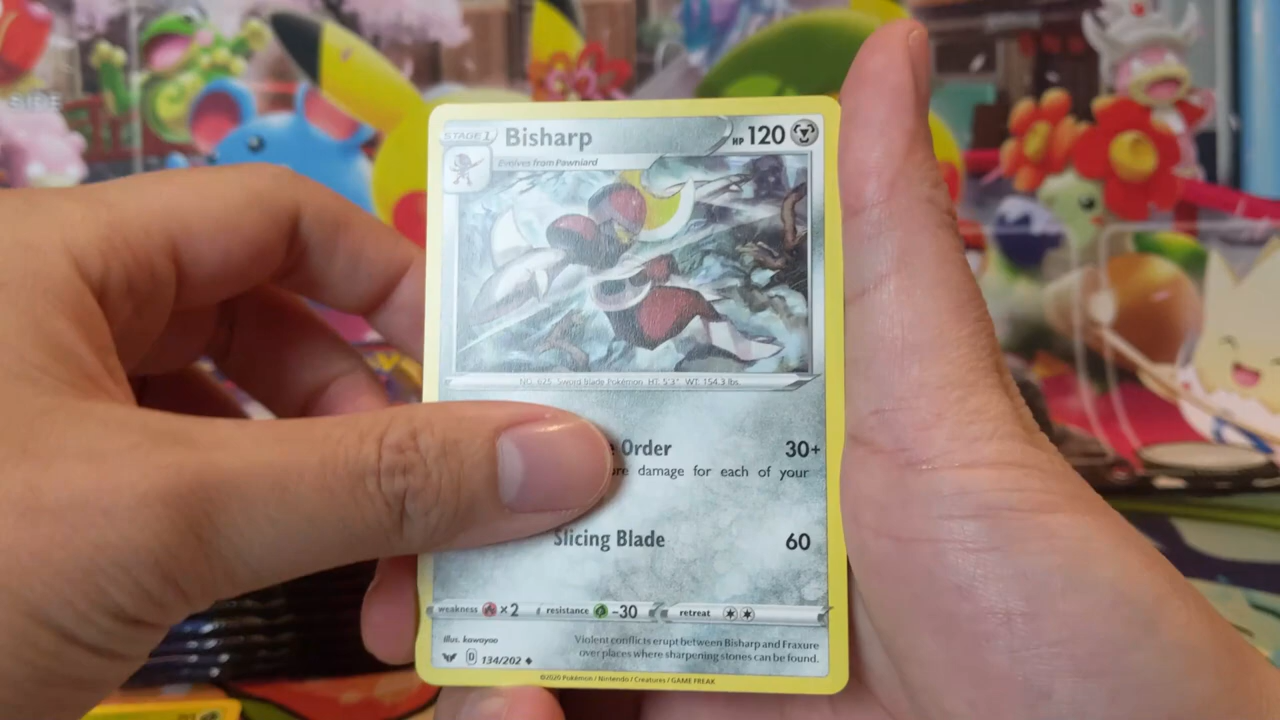 SIDE
STAGE 1 Bisharp HP 120
Evolves from Pawniard
NO. 625 Sword Blade Pokémon HT: 5'3" WT: 154.3 lbs.
Order 30+
damage for each of your
Slicing Blade 60
weakness ×2 resistance -30 retreat
Illus. kawayoo
Violent conflicts erupt between Bisharp and Fraxure
over places where sharpening stones can be found.
D 134/202
©2020 Pokémon / Nintendo / Creatures / GAME FREAK